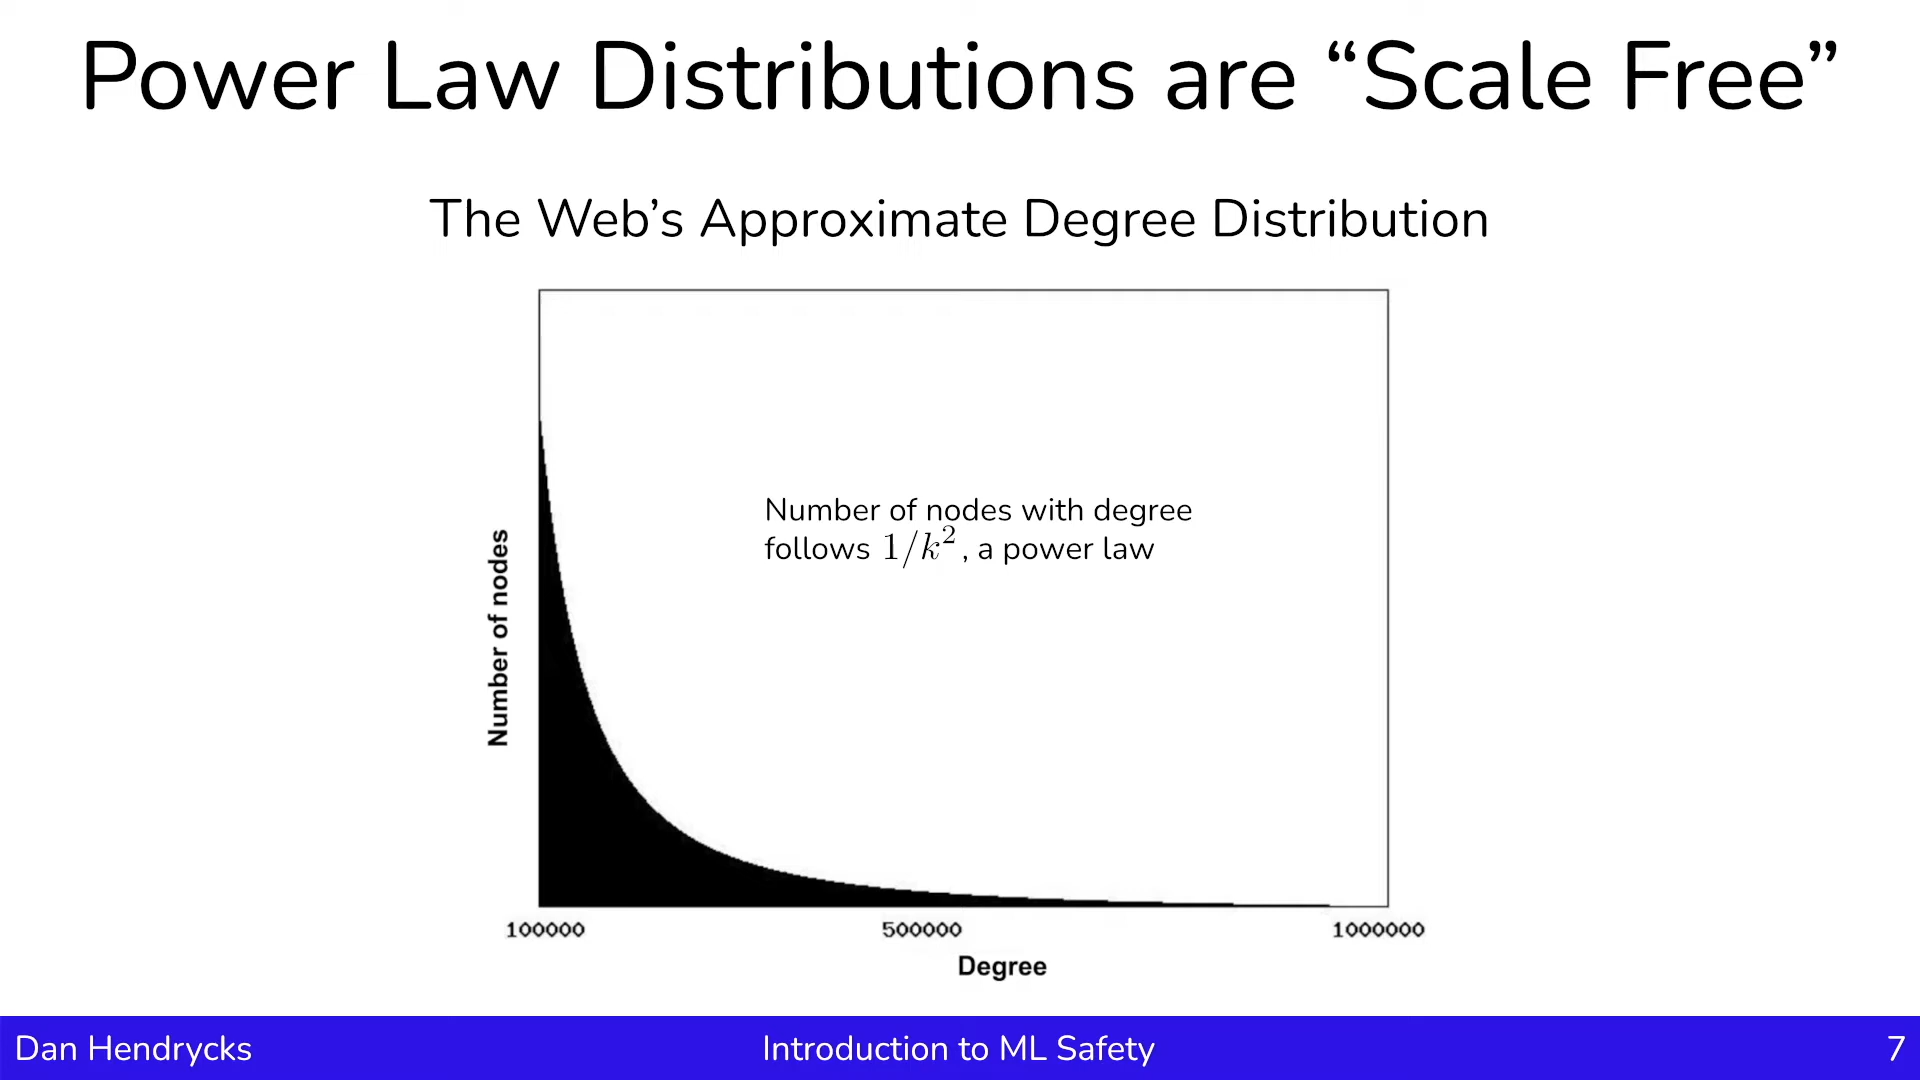 Power Law Distributions are “Scale Free”
The Web’s Approximate Degree Distribution
Number of nodes with degree
follows 1/k², a power law
Number of nodes
100000 500000 1000000
Degree
Dan Hendrycks Introduction to ML Safety 7